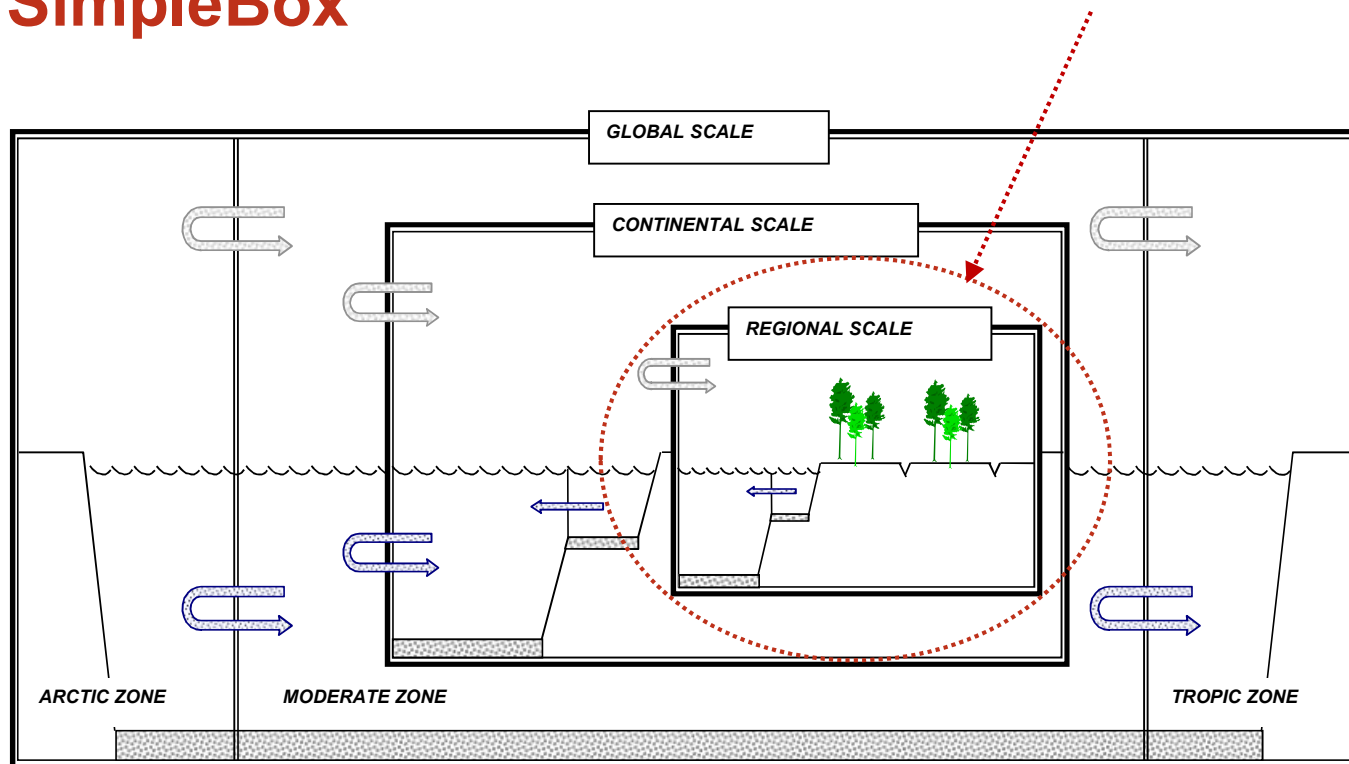 SimpleBox
GLOBAL SCALE
CONTINENTAL SCALE
REGIONAL SCALE
ARCTIC ZONE
MODERATE ZONE
TROPIC ZONE